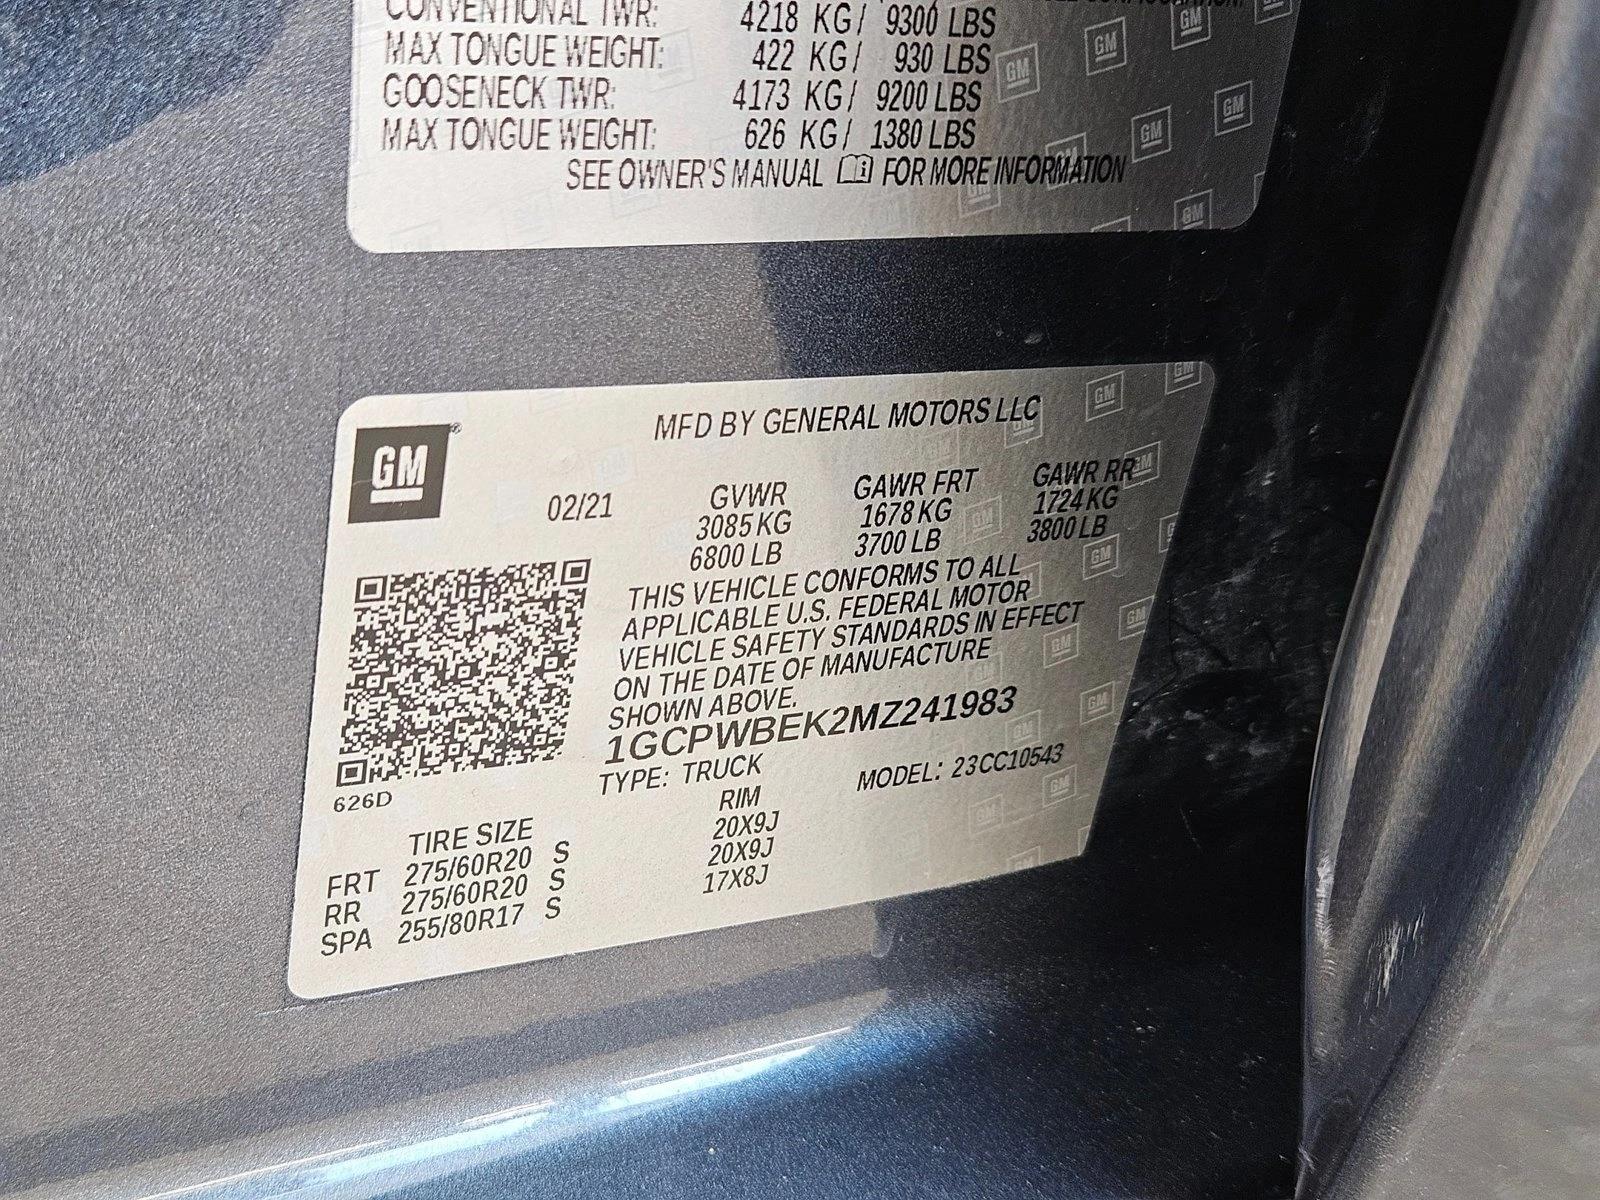 CONVENTIONAL TWR: 4218 KG/ 9300 LBS
MAX TONGUE WEIGHT: 422 KG/ 930 LBS
GOOSENECK TWR: 4173 KG/ 9200 LBS
MAX TONGUE WEIGHT: 626 KG/ 1380 LBS
SEE OWNER'S MANUAL FOR MORE INFORMATION
GM®
MFD BY GENERAL MOTORS LLC
02/21
GVWR GAWR FRT GAWR RR
3085 KG 1678 KG 1724 KG
6800 LB 3700 LB 3800 LB
THIS VEHICLE CONFORMS TO ALL
APPLICABLE U.S. FEDERAL MOTOR
VEHICLE SAFETY STANDARDS IN EFFECT
ON THE DATE OF MANUFACTURE
SHOWN ABOVE.
1GCPWBEK2MZ241983
TYPE: TRUCK MODEL: 23CC10543
626D
TIRE SIZE RIM
FRT 275/60R20 S 20X9J
RR 275/60R20 S 20X9J
SPA 255/80R17 S 17X8J